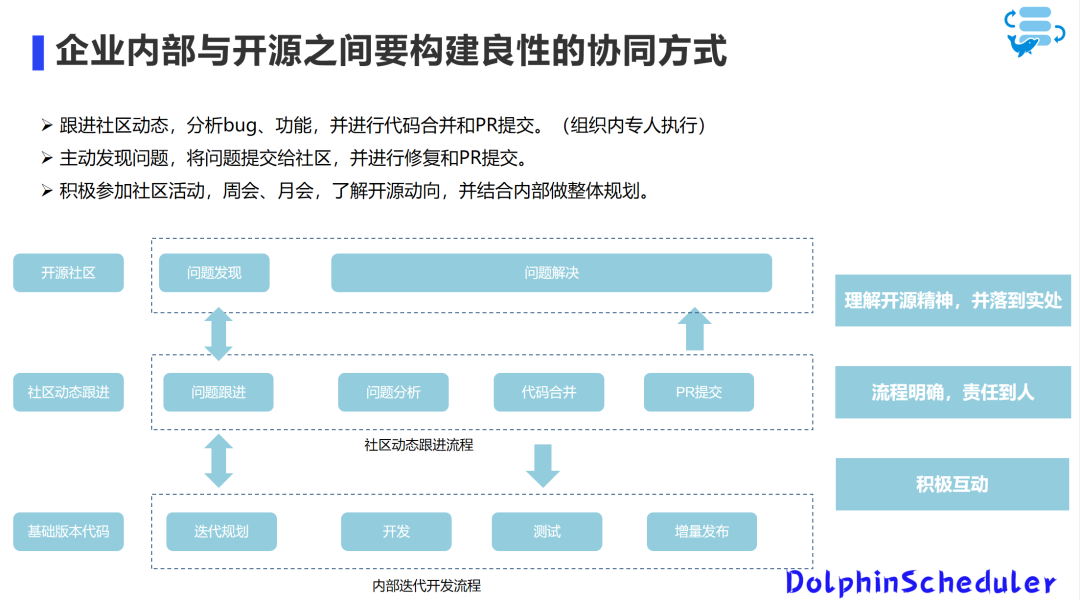 企业内部与开源之间要构建良性的协同方式
跟进社区动态，分析bug、功能，并进行代码合并和PR提交。（组织内专人执行）
主动发现问题，将问题提交给社区，并进行修复和PR提交。
积极参加社区活动，周会、月会，了解开源动向，并结合内部做整体规划。
开源社区
问题发现
问题解决
理解开源精神，并落到实处
社区动态跟进
问题跟进
问题分析
代码合并
PR提交
流程明确，责任到人
社区动态跟进流程
积极互动
基础版本代码
迭代规划
开发
测试
增量发布
内部迭代开发流程
DolphinScheduler